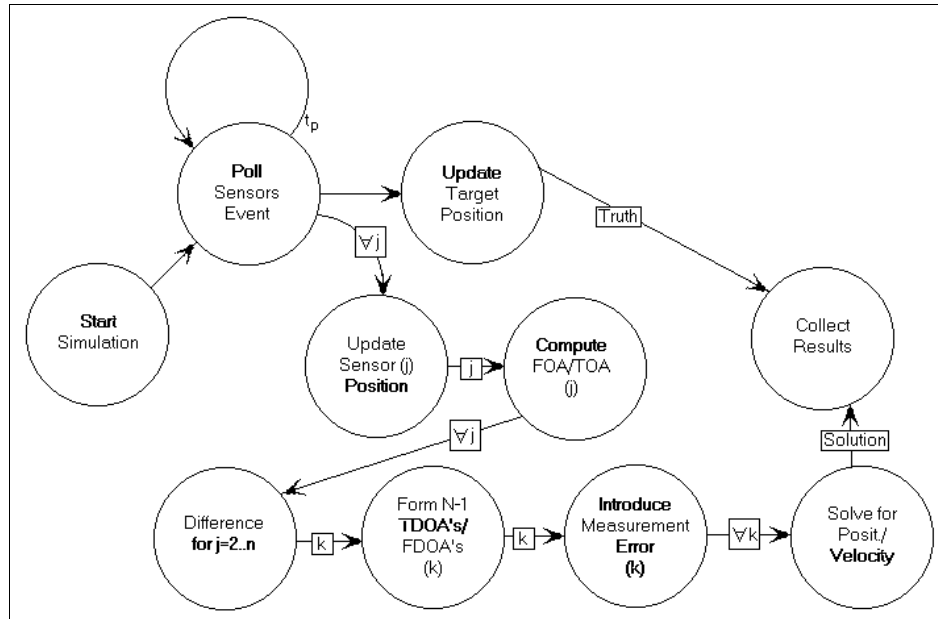 t_p
Poll
Sensors
Event
Update
Target
Position
Truth
∀j
Start
Simulation
Update
Sensor (j)
Position
j
Compute
FOA/TOA
(j)
Collect
Results
∀j
Solution
Difference
for j=2..n
k
Form N-1
TDOA's/
FDOA's
(k)
k
Introduce
Measurement
Error
(k)
∀k
Solve for
Posit./
Velocity